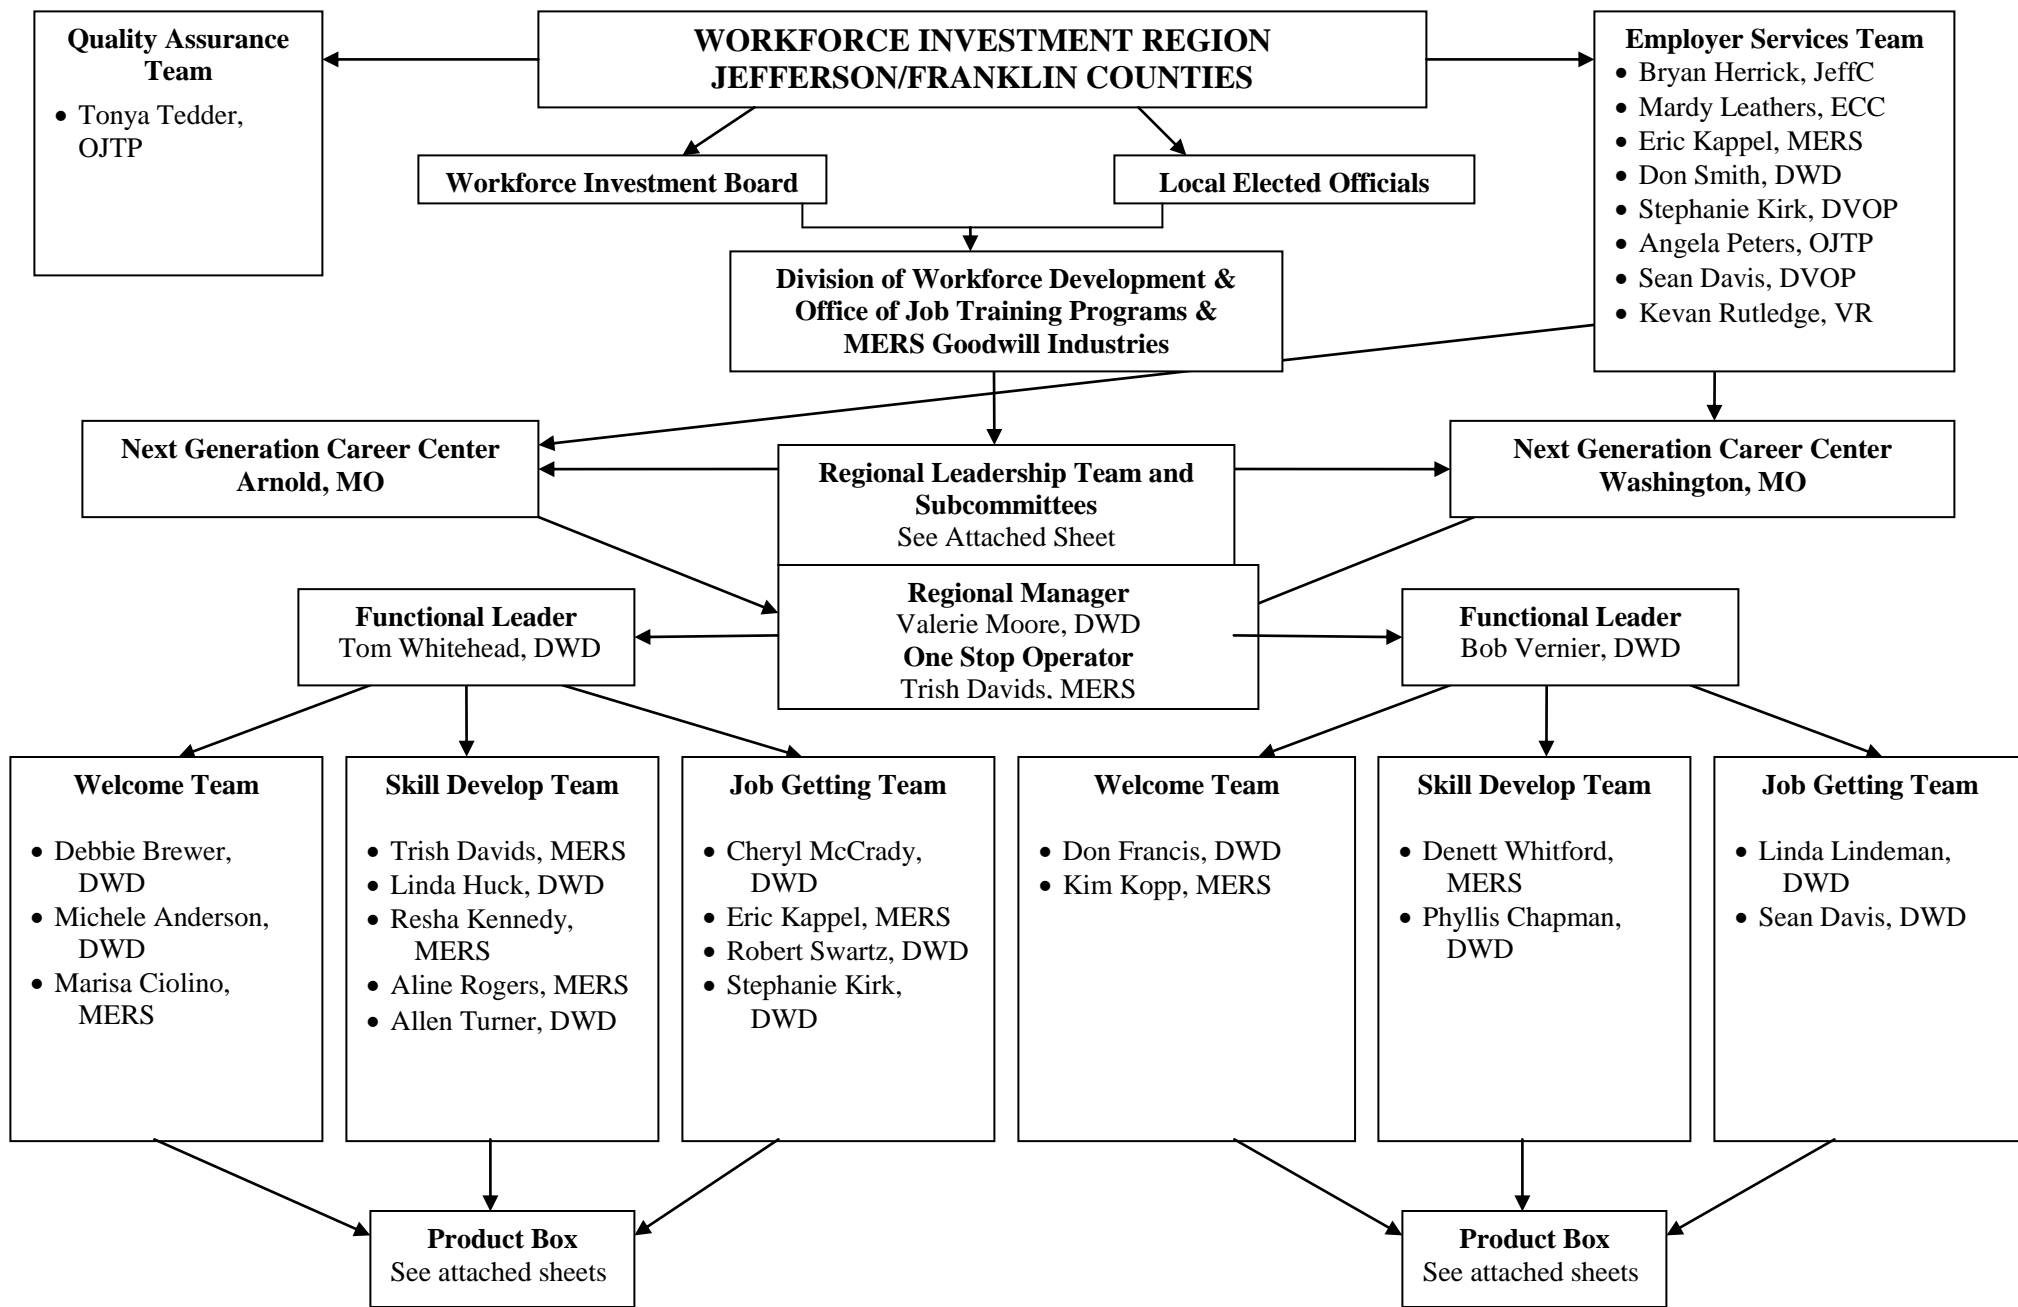 Quality Assurance
Team
• Tonya Tedder,
OJTP
WORKFORCE INVESTMENT REGION
JEFFERSON/FRANKLIN COUNTIES
Employer Services Team
• Bryan Herrick, JeffC
• Mardy Leathers, ECC
• Eric Kappel, MERS
• Don Smith, DWD
• Stephanie Kirk, DVOP
• Angela Peters, OJTP
• Sean Davis, DVOP
• Kevan Rutledge, VR
Workforce Investment Board
Local Elected Officials
Division of Workforce Development &
Office of Job Training Programs &
MERS Goodwill Industries
Next Generation Career Center
Arnold, MO
Regional Leadership Team and
Subcommittees
See Attached Sheet
Next Generation Career Center
Washington, MO
Functional Leader
Tom Whitehead, DWD
Regional Manager
Valerie Moore, DWD
One Stop Operator
Trish Davids, MERS
Functional Leader
Bob Vernier, DWD
Welcome Team
• Debbie Brewer,
DWD
• Michele Anderson,
DWD
• Marisa Ciolino,
MERS
Skill Develop Team
• Trish Davids, MERS
• Linda Huck, DWD
• Resha Kennedy,
MERS
• Aline Rogers, MERS
• Allen Turner, DWD
Job Getting Team
• Cheryl McCrady,
DWD
• Eric Kappel, MERS
• Robert Swartz, DWD
• Stephanie Kirk,
DWD
Welcome Team
• Don Francis, DWD
• Kim Kopp, MERS
Skill Develop Team
• Denett Whitford,
MERS
• Phyllis Chapman,
DWD
Job Getting Team
• Linda Lindeman,
DWD
• Sean Davis, DWD
Product Box
See attached sheets
Product Box
See attached sheets